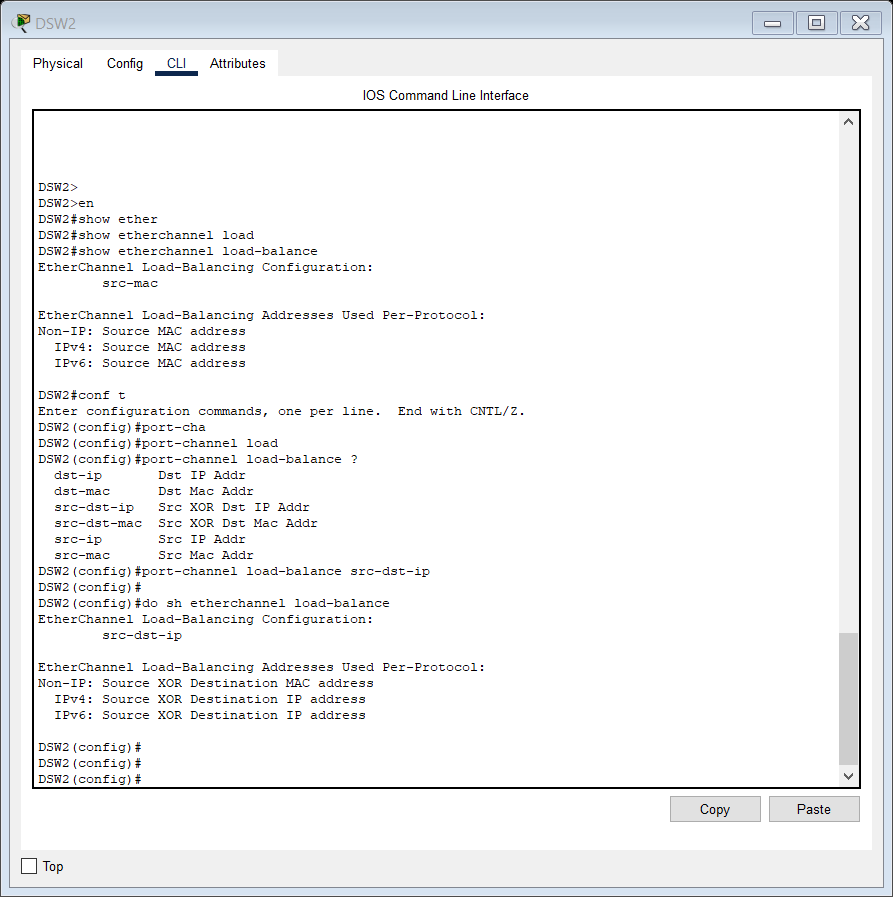 DSW2
Physical Config CLI Attributes
IOS Command Line Interface
DSW2>
DSW2>en
DSW2#show ether
DSW2#show etherchannel load
DSW2#show etherchannel load-balance
EtherChannel Load-Balancing Configuration:
        src-mac

EtherChannel Load-Balancing Addresses Used Per-Protocol:
Non-IP: Source MAC address
  IPv4: Source MAC address
  IPv6: Source MAC address

DSW2#conf t
Enter configuration commands, one per line.  End with CNTL/Z.
DSW2(config)#port-cha
DSW2(config)#port-channel load
DSW2(config)#port-channel load-balance ?
  dst-ip       Dst IP Addr
  dst-mac      Dst Mac Addr
  src-dst-ip   Src XOR Dst IP Addr
  src-dst-mac  Src XOR Dst Mac Addr
  src-ip       Src IP Addr
  src-mac      Src Mac Addr
DSW2(config)#port-channel load-balance src-dst-ip
DSW2(config)#
DSW2(config)#do sh etherchannel load-balance
EtherChannel Load-Balancing Configuration:
        src-dst-ip

EtherChannel Load-Balancing Addresses Used Per-Protocol:
Non-IP: Source XOR Destination MAC address
  IPv4: Source XOR Destination IP address
  IPv6: Source XOR Destination IP address

DSW2(config)#
DSW2(config)#
DSW2(config)#
Copy Paste
Top